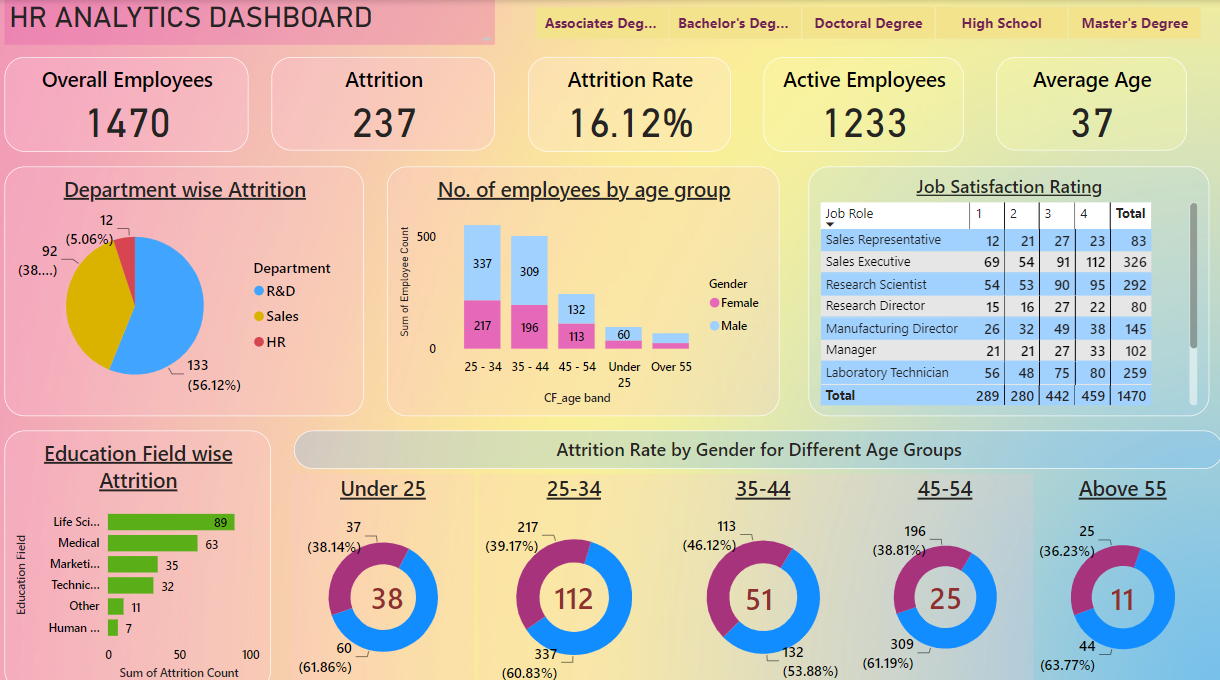 HR ANALYTICS DASHBOARD
Associates Deg...
Bachelor's Deg...
Doctoral Degree
High School
Master's Degree
Overall Employees
1470
Attrition
237
Attrition Rate
16.12%
Active Employees
1233
Average Age
37
Department wise Attrition
12
(5.06%)
92
(38....)
133
(56.12%)
Department
R&D
Sales
HR
No. of employees by age group
Sum of Employee Count
500
0
337
217
309
196
132
113
60
25 - 34
35 - 44
45 - 54
Under
25
Over 55
CF_age band
Gender
Female
Male
Job Satisfaction Rating
Job Role 1 2 3 4 Total
Sales Representative 12 21 27 23 83
Sales Executive 69 54 91 112 326
Research Scientist 54 53 90 95 292
Research Director 15 16 27 22 80
Manufacturing Director 26 32 49 38 145
Manager 21 21 27 33 102
Laboratory Technician 56 48 75 80 259
Total 289 280 442 459 1470
Education Field wise
Attrition
Education Field
Life Sci... 89
Medical 63
Marketi... 35
Technic... 32
Other 11
Human ... 7
0 50 100
Sum of Attrition Count
Attrition Rate by Gender for Different Age Groups
Under 25
37
(38.14%)
38
60
(61.86%)
25-34
217
(39.17%)
112
337
(60.83%)
35-44
113
(46.12%)
51
132
(53.88%)
45-54
196
(38.81%)
25
309
(61.19%)
Above 55
25
(36.23%)
11
44
(63.77%)